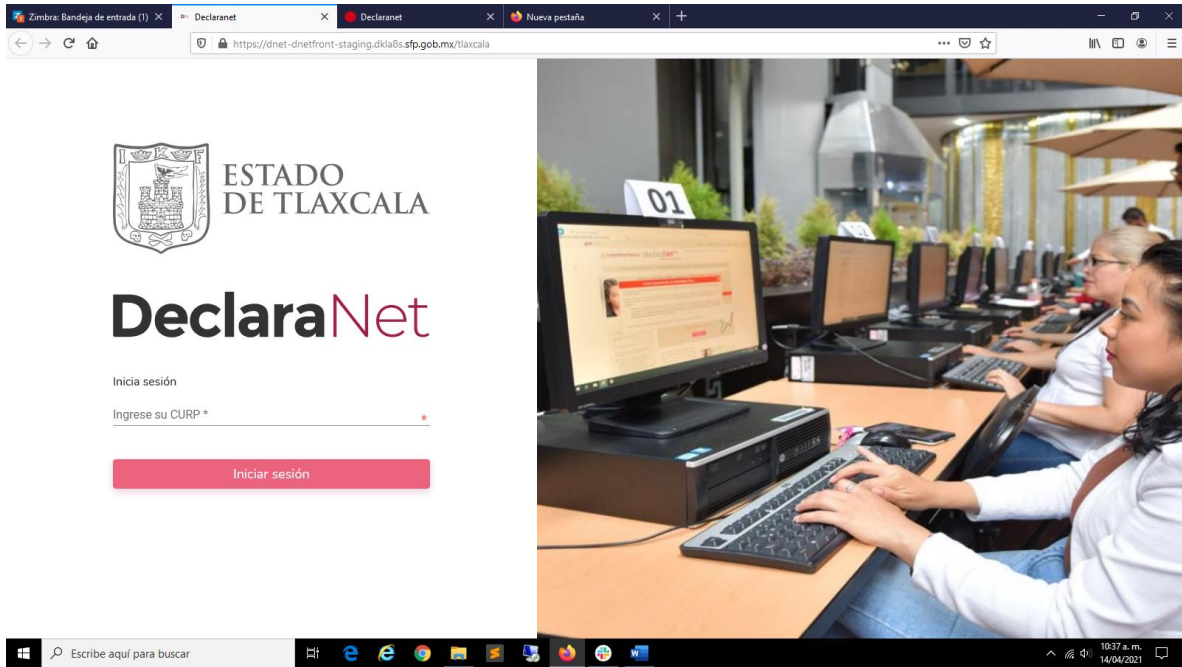 Zimbra: Bandeja de entrada (1)
Declaranet
Declaranet
Nueva pestaña
https://dnet-dnetfront-staging.dkla8s.sfp.gob.mx/tlaxcala
I K F
ESTADO
DE TLAXCALA
DeclaraNet
Inicia sesión
Ingrese su CURP *
Iniciar sesión
01
Escribe aquí para buscar
10:37 a. m.
14/04/2021